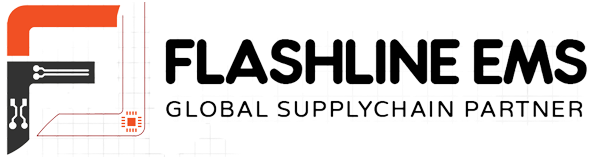 FLASHLINE EMS
GLOBAL SUPPLYCHAIN PARTNER